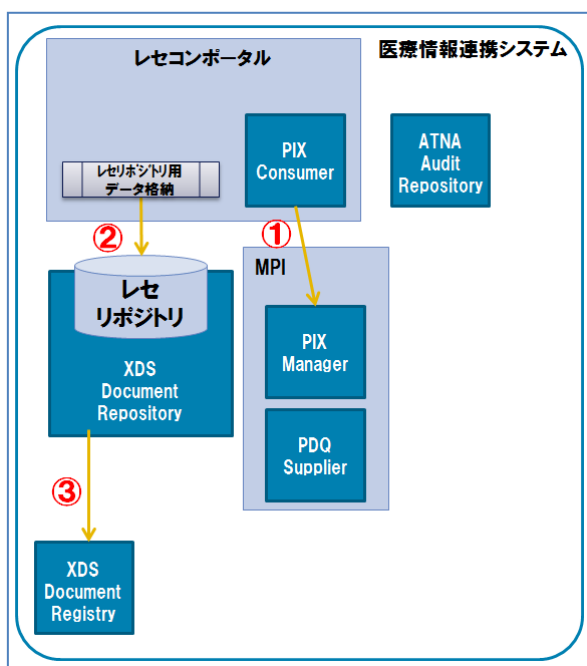 レセコンポータル
医療情報連携システム
PIX
Consumer
ATNA
Audit
Repository
レセリポジトリ用
データ格納
①
②
MPI
レセ
リポジトリ
PIX
Manager
XDS
Document
Repository
PDQ
Supplier
③
XDS
Document
Registry